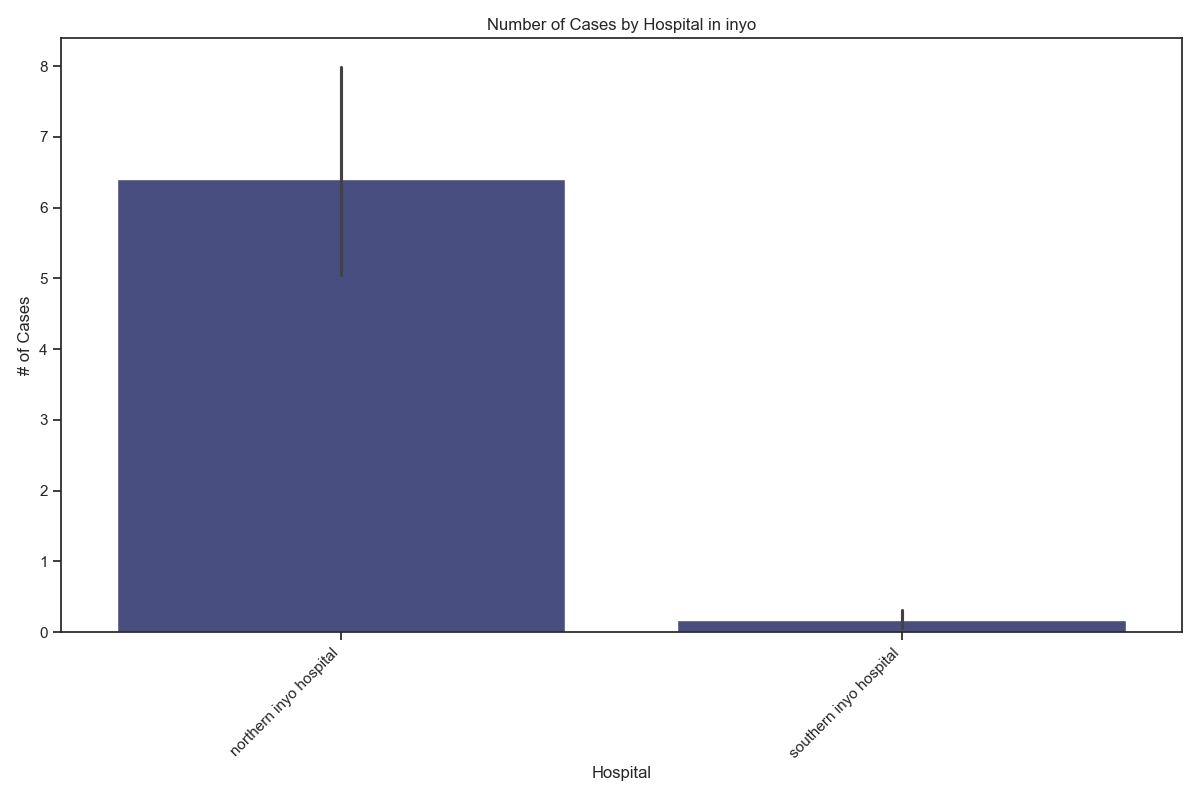 Number of Cases by Hospital in inyo
8
7
6
5
4
3
2
1
0
# of Cases
northern inyo hospital
southern inyo hospital
Hospital